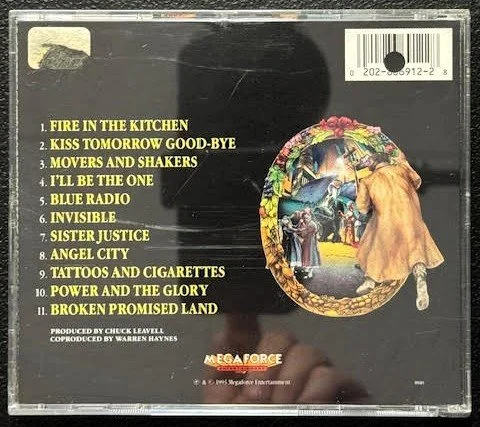 0 202-
912-2 8
1. FIRE IN THE KITCHEN
2. KISS TOMORROW GOOD-BYE
3. MOVERS AND SHAKERS
4. I'LL BE THE ONE
5. BLUE RADIO
6. INVISIBLE
7. SISTER JUSTICE
8. ANGEL CITY
9. TATTOOS AND CIGARETTES
10. POWER AND THE GLORY
11. BROKEN PROMISED LAND
PRODUCED BY CHUCK LEAVELL
COPRODUCED BY WARREN HAYNES
MEGAFORCE
ENTERTAINMENT
℗ & © 1995 Megaforce Entertainment